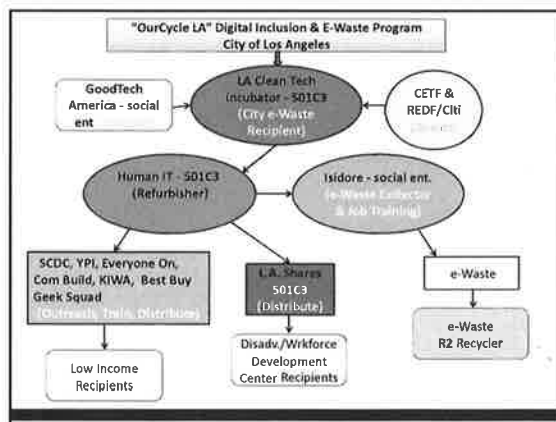 "OurCycle LA" Digital Inclusion & E-Waste Program
City of Los Angeles
GoodTech
America - social
ent
LA Clean Tech
Incubator - 501C3
(City e-Waste
Recipient)
CETF &
REDF/Citi
Human IT - 501C3
(Refurbisher)
Isidore - social ent.
(e-Waste Collector
& Job Training)
SCDC, YPI, Everyone On,
Com Build, KIWA, Best Buy
Geek Squad
(Outreach, Train, Distribute)
L.A. Shares
501C3
(Distribute)
e-Waste
e-Waste
R2 Recycler
Low Income
Recipients
Disadv./Wrkforce
Development
Center Recipients